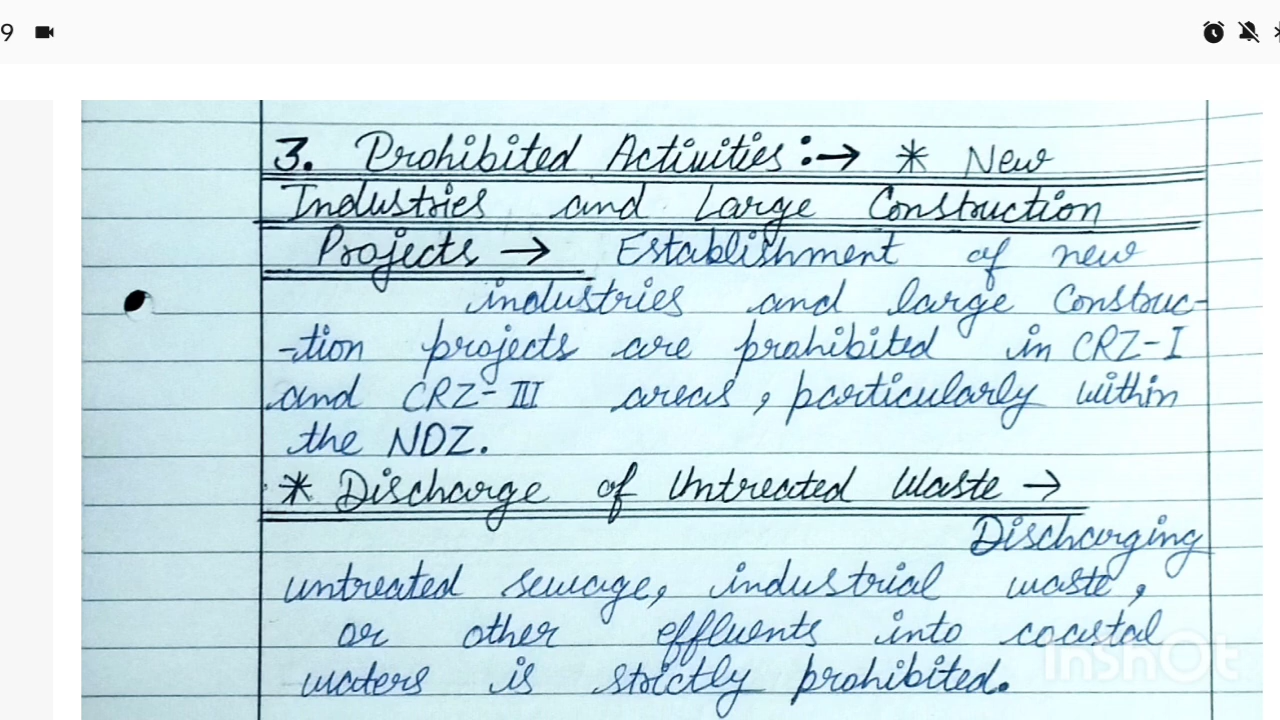 9
3. Prohibited Activities :→ * New
Industries and Large Construction
Projects → Establishment of new
industries and large Construc-
-tion projects are prohibited in CRZ-I
and CRZ-III areas, particularly within
the NDZ.
* Discharge of Untreated Waste →
Discharging
untreated sewage, industrial waste,
or other effluents into coastal
waters is strictly prohibited.
InShOt